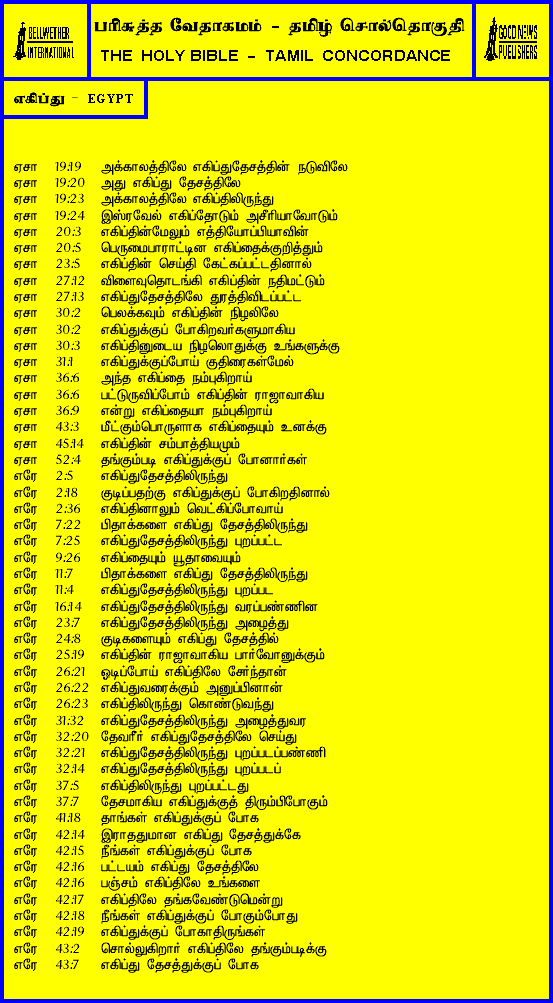 BELLWETHER
INTERNATIONAL
பரிசுத்த வேதாகமம் - தமிழ் சொல்தொகுதி
THE HOLY BIBLE - TAMIL CONCORDANCE
GOOD NEWS
PUBLISHERS
எகிப்து - EGYPT
ஏசா 19:19 அக்காலத்திலே எகிப்துதேசத்தின் நடுவிலே
ஏசா 19:20 அது எகிப்து தேசத்திலே
ஏசா 19:23 அக்காலத்திலே எகிப்திலிருந்து
ஏசா 19:24 இஸ்ரவேல் எகிப்தோடும் அசீரியாவோடும்
ஏசா 20:3 எகிப்தின்மேலும் எத்தியோப்பியாவின்
ஏசா 20:5 பெருமைபாராட்டின எகிப்தைக்குறித்தும்
ஏசா 23:5 எகிப்தின் செய்தி கேட்கப்பட்டதினால்
ஏசா 27:12 விளைவுதொடங்கி எகிப்தின் நதிமட்டும்
ஏசா 27:13 எகிப்துதேசத்திலே துரத்திவிடப்பட்ட
ஏசா 30:2 பெலக்கவும் எகிப்தின் நிழலிலே
ஏசா 30:2 எகிப்துக்குப் போகிறவர்களுமாகிய
ஏசா 30:3 எகிப்தினுடைய நிழலொதுக்கு உங்களுக்கு
ஏசா 31:1 எகிப்துக்குப்போய் குதிரைகள்மேல்
ஏசா 36:6 அந்த எகிப்தை நம்புகிறாய்
ஏசா 36:6 பட்டுருவிப்போம் எகிப்தின் ராஜாவாகிய
ஏசா 36:9 என்று எகிப்தையா நம்புகிறாய்
ஏசா 43:3 மீட்கும்பொருளாக எகிப்தையும் உனக்கு
ஏசா 45:14 எகிப்தின் சம்பாத்தியமும்
ஏசா 52:4 தங்கும்படி எகிப்துக்குப் போனார்கள்
எரே 2:5 எகிப்துதேசத்திலிருந்து
எரே 2:18 குடிப்பதற்கு எகிப்துக்குப் போகிறதினால்
எரே 2:36 எகிப்தினாலும் வெட்கிப்போவாய்
எரே 7:22 பிதாக்களை எகிப்து தேசத்திலிருந்து
எரே 7:25 எகிப்துதேசத்திலிருந்து புறப்பட்ட
எரே 9:26 எகிப்தையும் யூதாவையும்
எரே 11:7 பிதாக்களை எகிப்து தேசத்திலிருந்து
எரே 11:4 எகிப்துதேசத்திலிருந்து புறப்பட
எரே 16:14 எகிப்துதேசத்திலிருந்து வரப்பண்ணின
எரே 23:7 எகிப்துதேசத்திலிருந்து அழைத்து
எரே 24:8 குடிகளையும் எகிப்து தேசத்தில்
எரே 25:19 எகிப்தின் ராஜாவாகிய பார்வோனுக்கும்
எரே 26:21 ஓடிப்போய் எகிப்திலே சேர்ந்தான்
எரே 26:22 எகிப்துவரைக்கும் அனுப்பினான்
எரே 26:23 எகிப்திலிருந்து கொண்டுவந்து
எரே 31:32 எகிப்துதேசத்திலிருந்து அழைத்துவர
எரே 32:20 தேவரீர் எகிப்துதேசத்திலே செய்து
எரே 32:21 எகிப்துதேசத்திலிருந்து புறப்படப்பண்ணி
எரே 32:14 எகிப்துதேசத்திலிருந்து புறப்படப்
எரே 37:5 எகிப்திலிருந்து புறப்பட்டது
எரே 37:7 தேசமாகிய எகிப்துக்குத் திரும்பிபோகும்
எரே 41:18 தாங்கள் எகிப்துக்குப் போக
எரே 42:14 இராததுமான எகிப்து தேசத்துக்கே
எரே 42:15 நீங்கள் எகிப்துக்குப் போக
எரே 42:16 பட்டயம் எகிப்து தேசத்திலே
எரே 42:16 பஞ்சம் எகிப்திலே உங்களை
எரே 42:17 எகிப்திலே தங்கவேண்டுமென்று
எரே 42:18 நீங்கள் எகிப்துக்குப் போகும்போது
எரே 42:19 எகிப்துக்குப் போகாதிருங்கள்
எரே 43:2 சொல்லுகிறார் எகிப்திலே தங்கும்படிக்கு
எரே 43:7 எகிப்து தேசத்துக்குப் போக